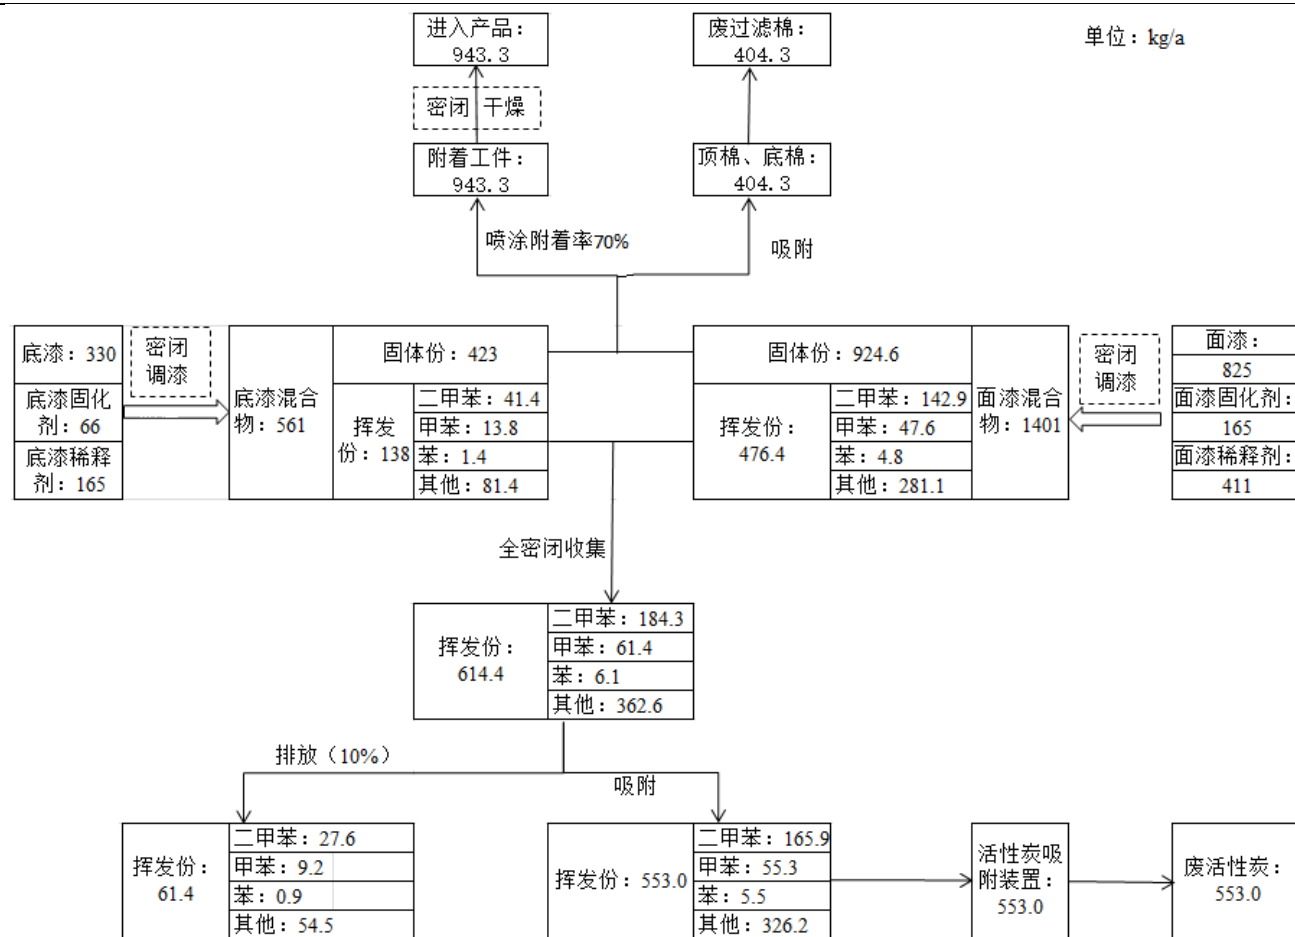 进入产品：
943.3
废过滤棉：
404.3
单位：kg/a
密闭 干燥
附着工件：
943.3
顶棉、底棉：
404.3
喷涂附着率70%
吸附
底漆：330
底漆固化
剂：66
底漆稀释
剂：165
密闭
调漆
底漆混合
物：561
固体份：423
挥发
份：138
二甲苯：41.4
甲苯：13.8
苯：1.4
其他：81.4
固体份：924.6
挥发份：
476.4
二甲苯：142.9
甲苯：47.6
苯：4.8
其他：281.1
面漆混合
物：1401
密闭
调漆
面漆：
825
面漆固化剂：
165
面漆稀释剂：
411
全密闭收集
挥发份：
614.4
二甲苯：184.3
甲苯：61.4
苯：6.1
其他：362.6
排放（10%）
吸附
挥发份：
61.4
二甲苯：27.6
甲苯：9.2
苯：0.9
其他：54.5
挥发份：553.0
二甲苯：165.9
甲苯：55.3
苯：5.5
其他：326.2
活性炭吸
附装置：
553.0
废活性炭：
553.0